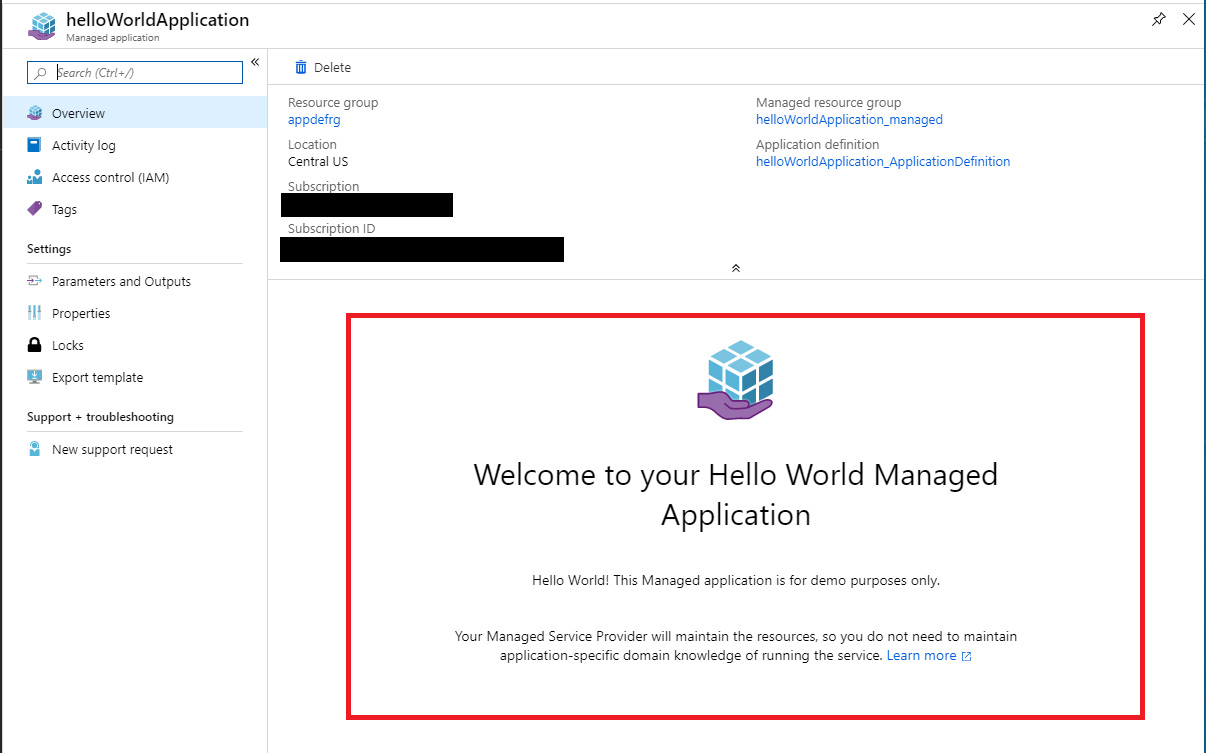 helloWorldApplication
Managed application
Search (Ctrl+/)
«
Overview
Activity log
Access control (IAM)
Tags
Settings
Parameters and Outputs
Properties
Locks
Export template
Support + troubleshooting
New support request
Delete
Resource group
appdefrg
Location
Central US
Subscription
Subscription ID
Managed resource group
helloWorldApplication_managed
Application definition
helloWorldApplication_ApplicationDefinition
Welcome to your Hello World Managed
Application
Hello World! This Managed application is for demo purposes only.
Your Managed Service Provider will maintain the resources, so you do not need to maintain
application-specific domain knowledge of running the service. Learn more